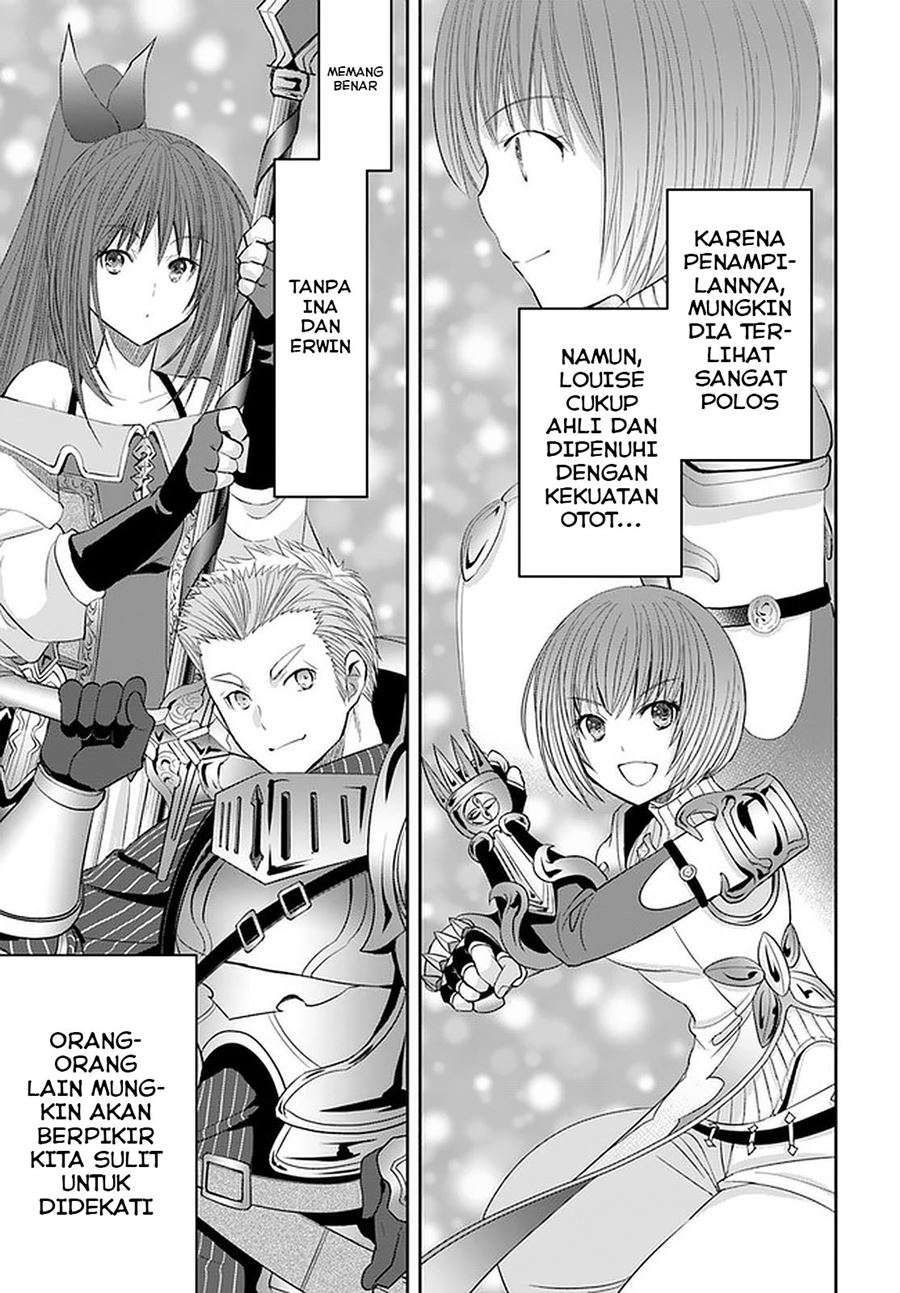 KARENA
PENAMPI-
LANNYA,
MUNGKIN
DIA TER-
LIHAT
SANGAT
POLOS
NAMUN,
LOUISE
CUKUP
AHLI DAN
DIPENUHI
DENGAN
KEKUATAN
OTOT...
MEMANG
BENAR
TANPA
INA DAN
ERWIN
ORANG-
ORANG
LAIN MUNG-
KIN AKAN
BERPIKIR
KITA SULIT
UNTUK
DIDEKATI